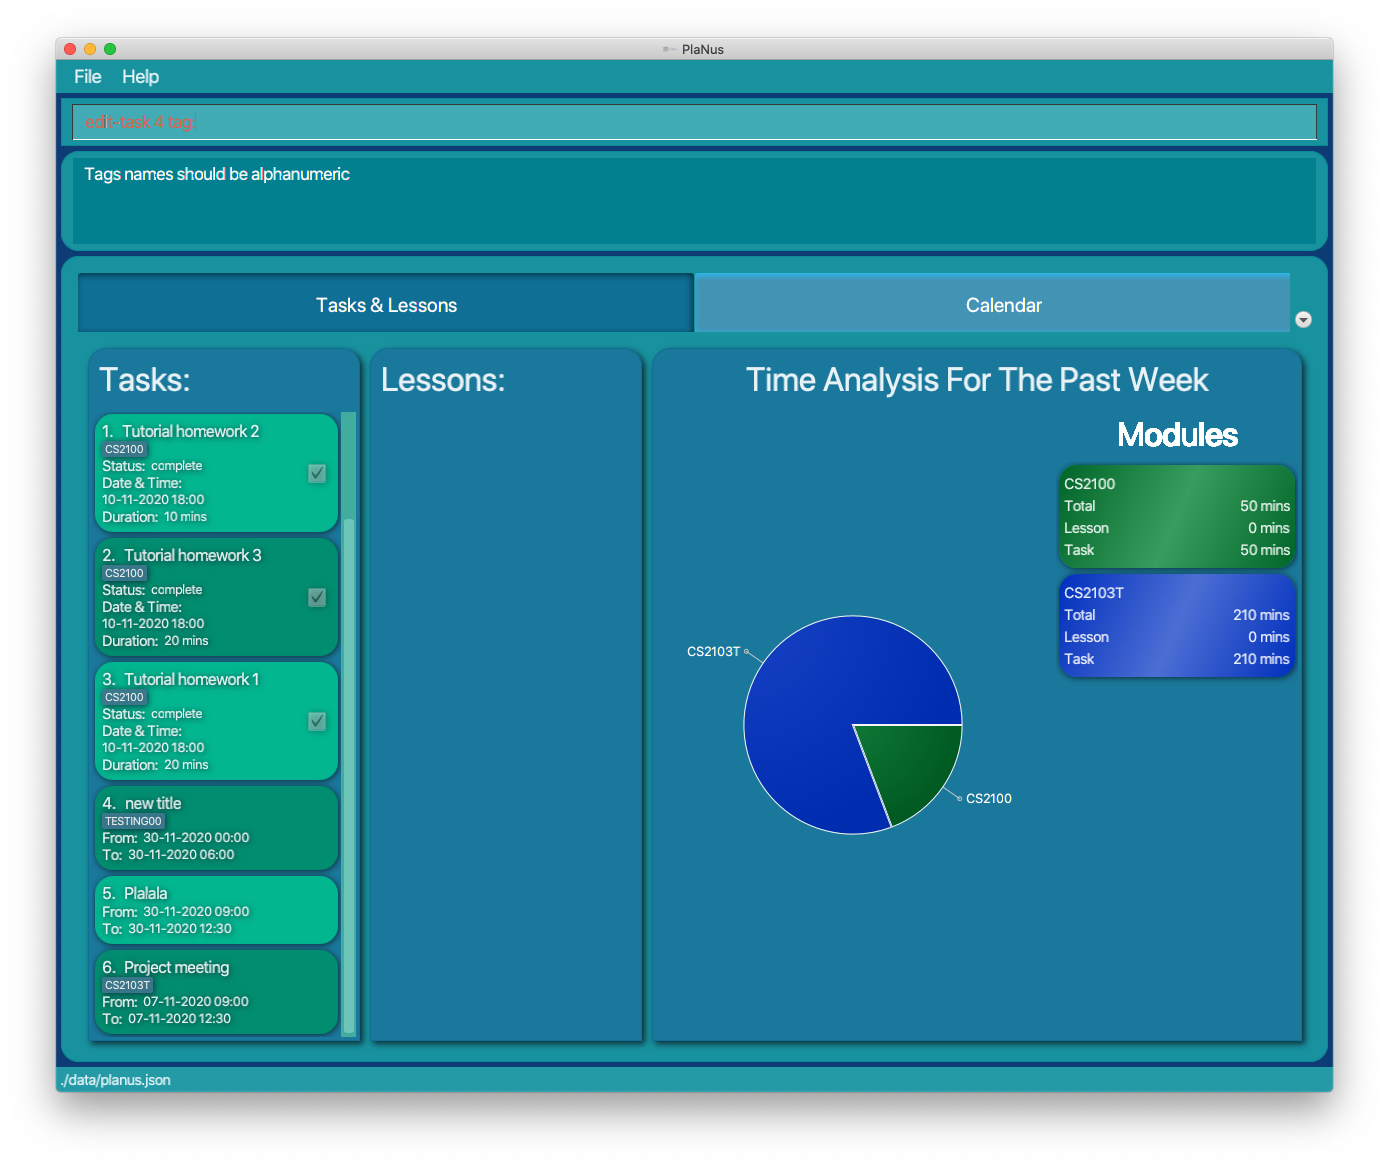 PlaNus
File Help
edit-task 4 tag:
Tags names should be alphanumeric
Tasks & Lessons
Calendar
Tasks:
1. Tutorial homework 2
CS2100
Status: complete
Date & Time:
10-11-2020 18:00
Duration: 10 mins
2. Tutorial homework 3
CS2100
Status: complete
Date & Time:
10-11-2020 18:00
Duration: 20 mins
3. Tutorial homework 1
CS2100
Status: complete
Date & Time:
10-11-2020 18:00
Duration: 20 mins
4. new title
TESTING00
From: 30-11-2020 00:00
To: 30-11-2020 06:00
5. Plalala
From: 30-11-2020 09:00
To: 30-11-2020 12:30
6. Project meeting
CS2103T
From: 07-11-2020 09:00
To: 07-11-2020 12:30
Lessons:
Time Analysis For The Past Week
CS2103T
CS2100
Modules
CS2100
Total 50 mins
Lesson 0 mins
Task 50 mins
CS2103T
Total 210 mins
Lesson 0 mins
Task 210 mins
./data/planus.json